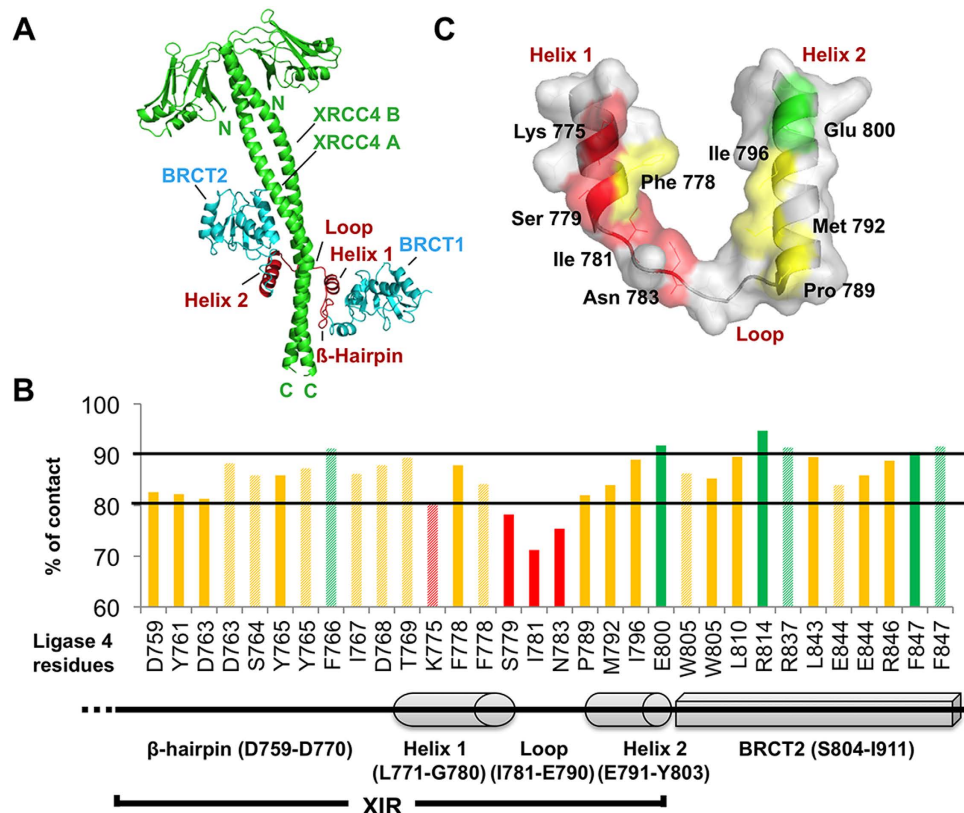 A
N
N
XRCC4 B
XRCC4 A
BRCT2
Loop
Helix 1
BRCT1
Helix 2
ß-Hairpin
C C
C
Helix 1
Helix 2
Lys 775
Glu 800
Ile 796
Phe 778
Ser 779
Met 792
Ile 781
Asn 783
Pro 789
Loop
B
% of contact
100
90
80
70
60
Ligase 4
residues
D759
Y761
D763
D763
S764
Y765
Y765
F766
I767
D768
T769
K775
F778
F778
S779
I781
N783
P789
M792
I796
E800
W805
W805
L810
R814
R837
L843
E844
E844
R846
F847
F847
β-hairpin (D759-D770)
Helix 1
(L771-G780)
Loop
(I781-E790)
Helix 2
(E791-Y803)
BRCT2 (S804-I911)
XIR